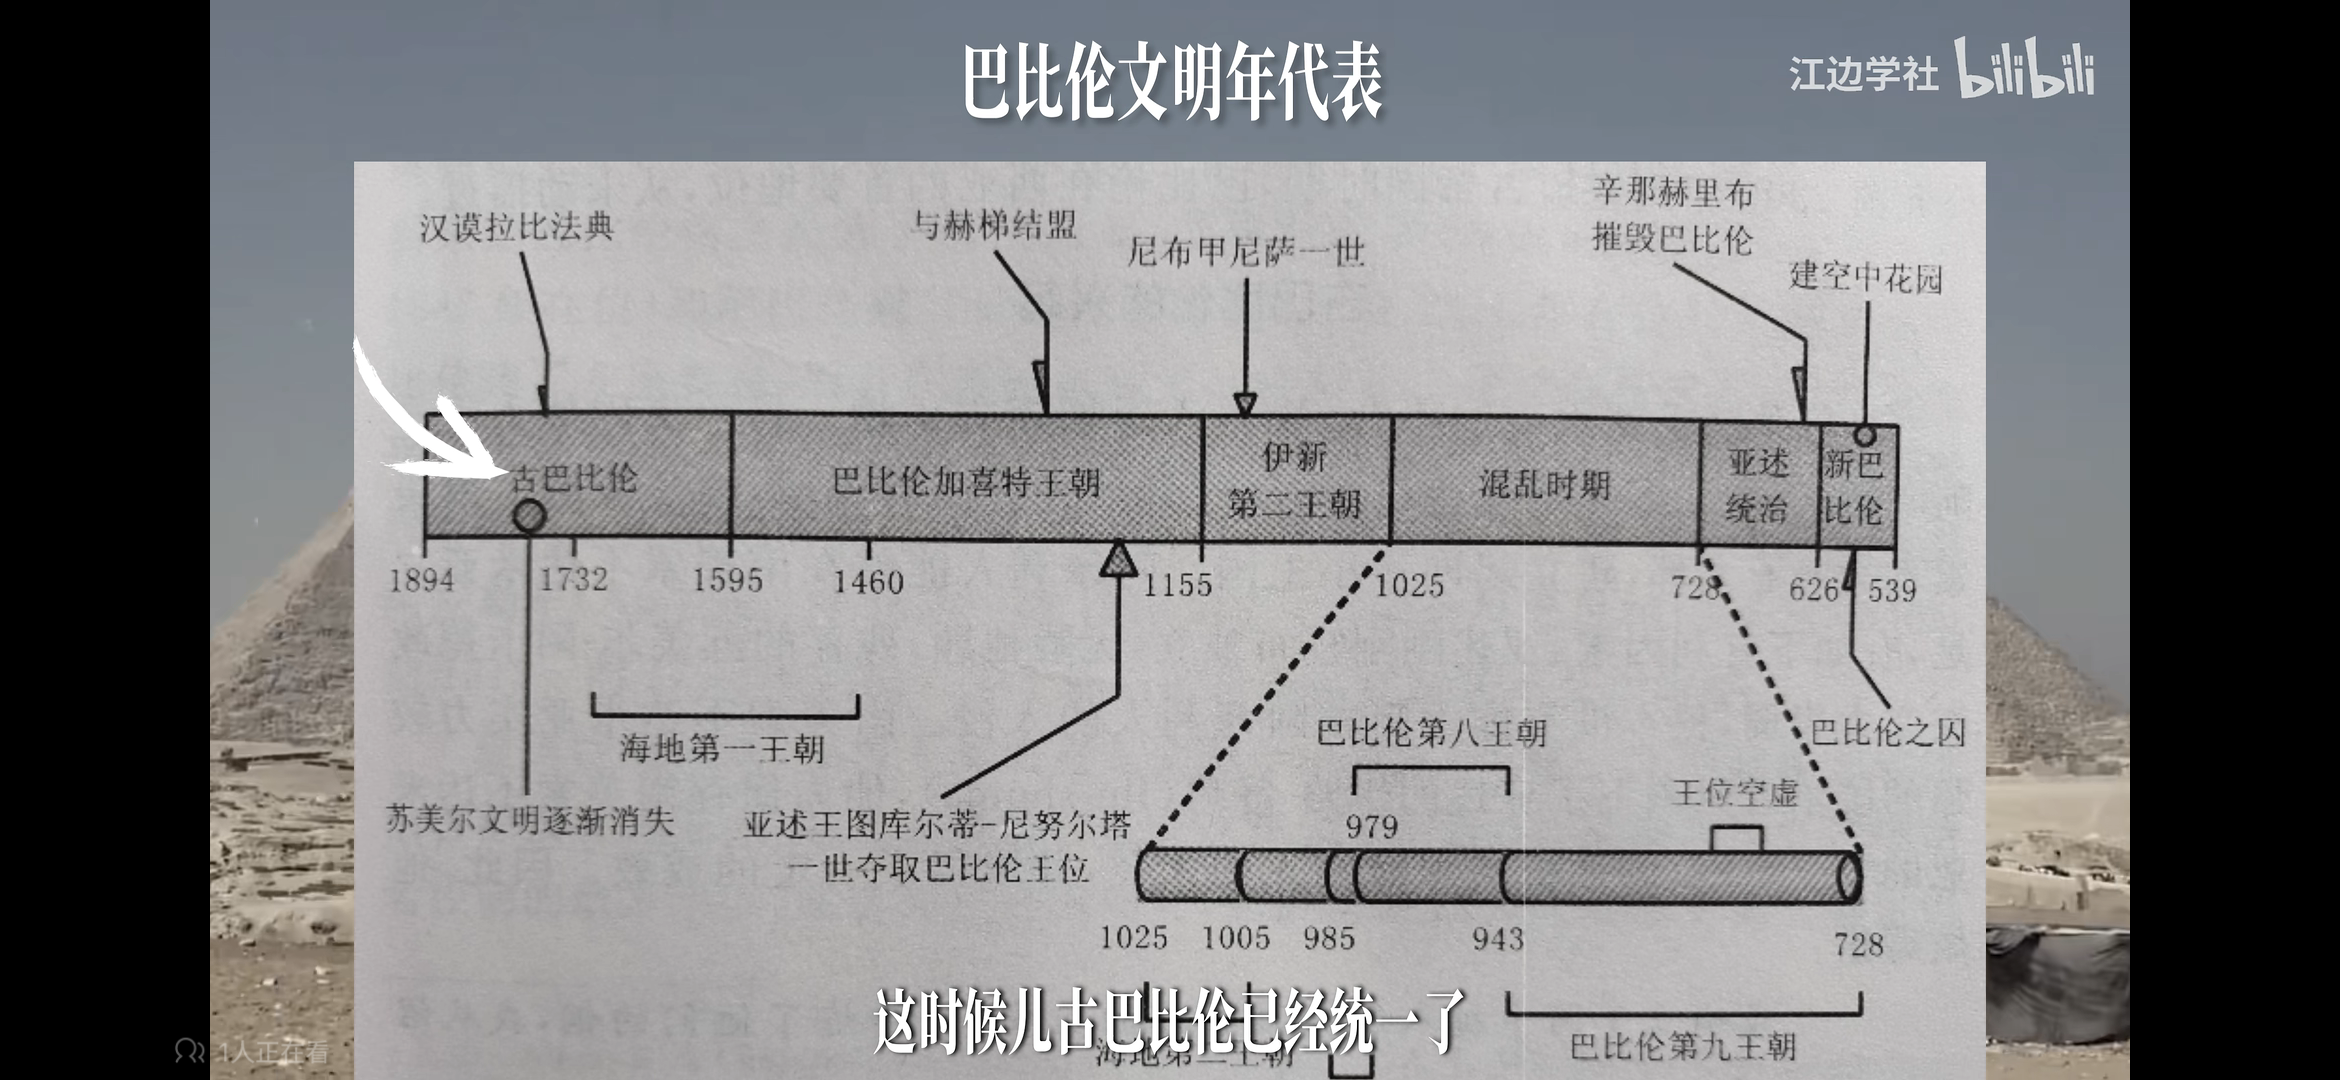 巴比伦文明年代表
江边学社 bilibili
汉谟拉比法典
与赫梯结盟
尼布甲尼萨一世
辛那赫里布
摧毁巴比伦
建空中花园
古巴比伦
巴比伦加喜特王朝
伊新
第二王朝
混乱时期
亚述
统治
新巴
比伦
1894
1732
1595
1460
1155
1025
728
626
539
海地第一王朝
苏美尔文明逐渐消失
亚述王图库尔蒂-尼努尔塔
一世夺取巴比伦王位
巴比伦第八王朝
979
王位空虚
巴比伦之囚
1025
1005
985
943
728
海地第二王朝
巴比伦第九王朝
这时候儿古巴比伦已经统一了
1人正在看